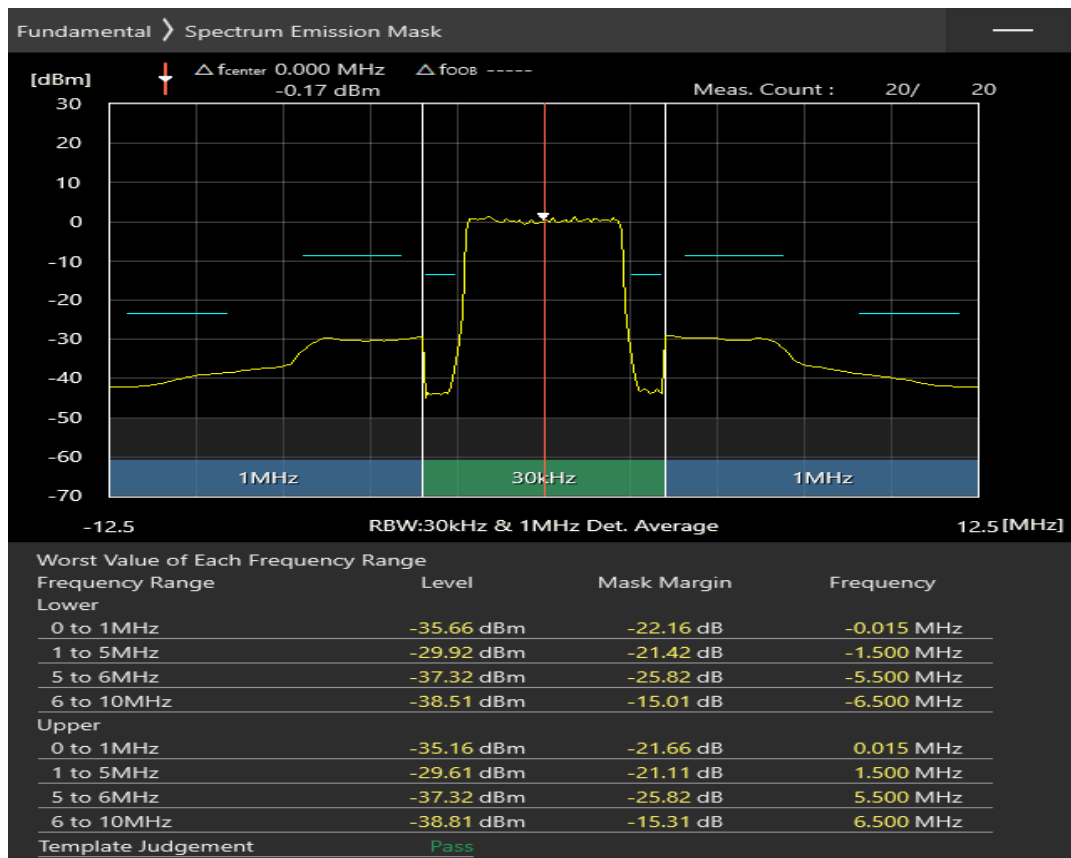 Fundamental ❯ Spectrum Emission Mask
[dBm] △ fcenter 0.000 MHz △ fOOB -----
-0.17 dBm Meas. Count : 20/ 20
30
20
10
0
-10
-20
-30
-40
-50
-60
-70
1MHz 30kHz 1MHz
-12.5 RBW:30kHz & 1MHz Det. Average 12.5 [MHz]
Worst Value of Each Frequency Range
Frequency Range Level Mask Margin Frequency
Lower
0 to 1MHz -35.66 dBm -22.16 dB -0.015 MHz
1 to 5MHz -29.92 dBm -21.42 dB -1.500 MHz
5 to 6MHz -37.32 dBm -25.82 dB -5.500 MHz
6 to 10MHz -38.51 dBm -15.01 dB -6.500 MHz
Upper
0 to 1MHz -35.16 dBm -21.66 dB 0.015 MHz
1 to 5MHz -29.61 dBm -21.11 dB 1.500 MHz
5 to 6MHz -37.32 dBm -25.82 dB 5.500 MHz
6 to 10MHz -38.81 dBm -15.31 dB 6.500 MHz
Template Judgement Pass